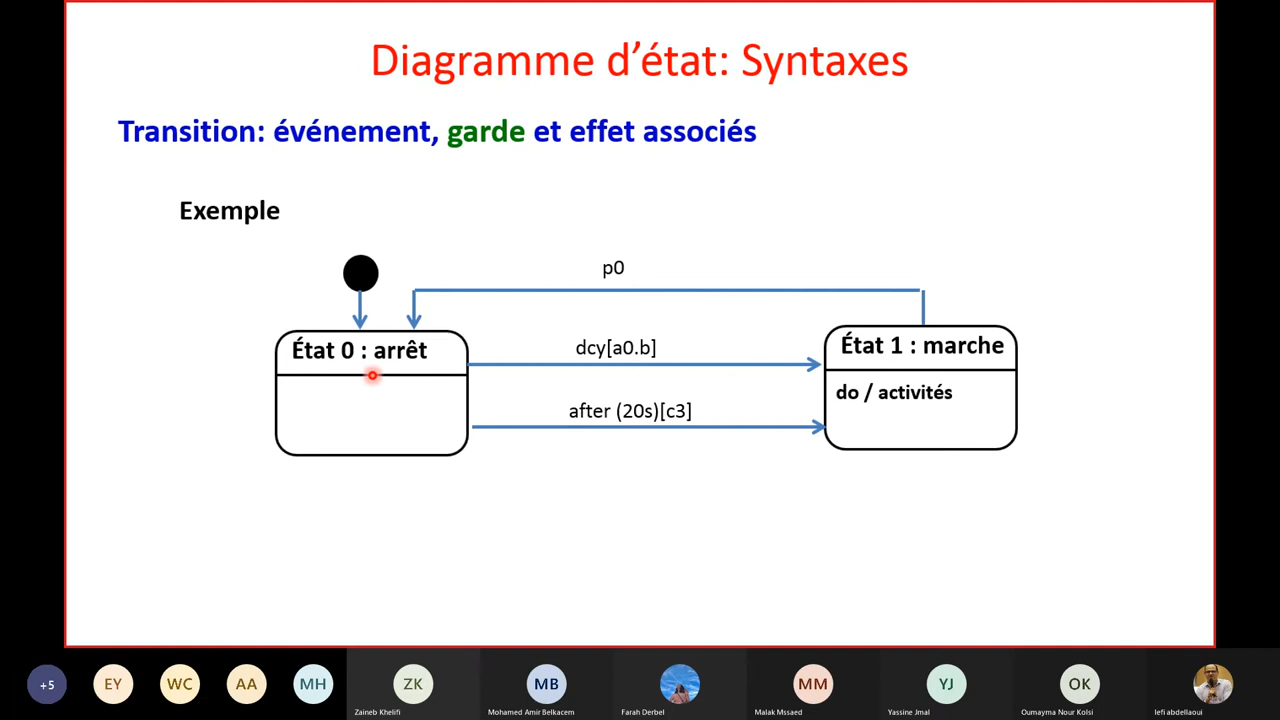 Diagramme d’état: Syntaxes
Transition: événement, garde et effet associés
Exemple
p0
État 0 : arrêt
dcy[a0.b]
État 1 : marche
do / activités
after (20s)[c3]
+5
EY
WC
AA
MH
ZK
MB
MM
YJ
OK
Zaineb Khelifi
Mohamed Amir Belkacem
Farah Derbel
Malak Mssaed
Yassine Jmal
Oumayma Nour Kolsi
lefi abdellaoui